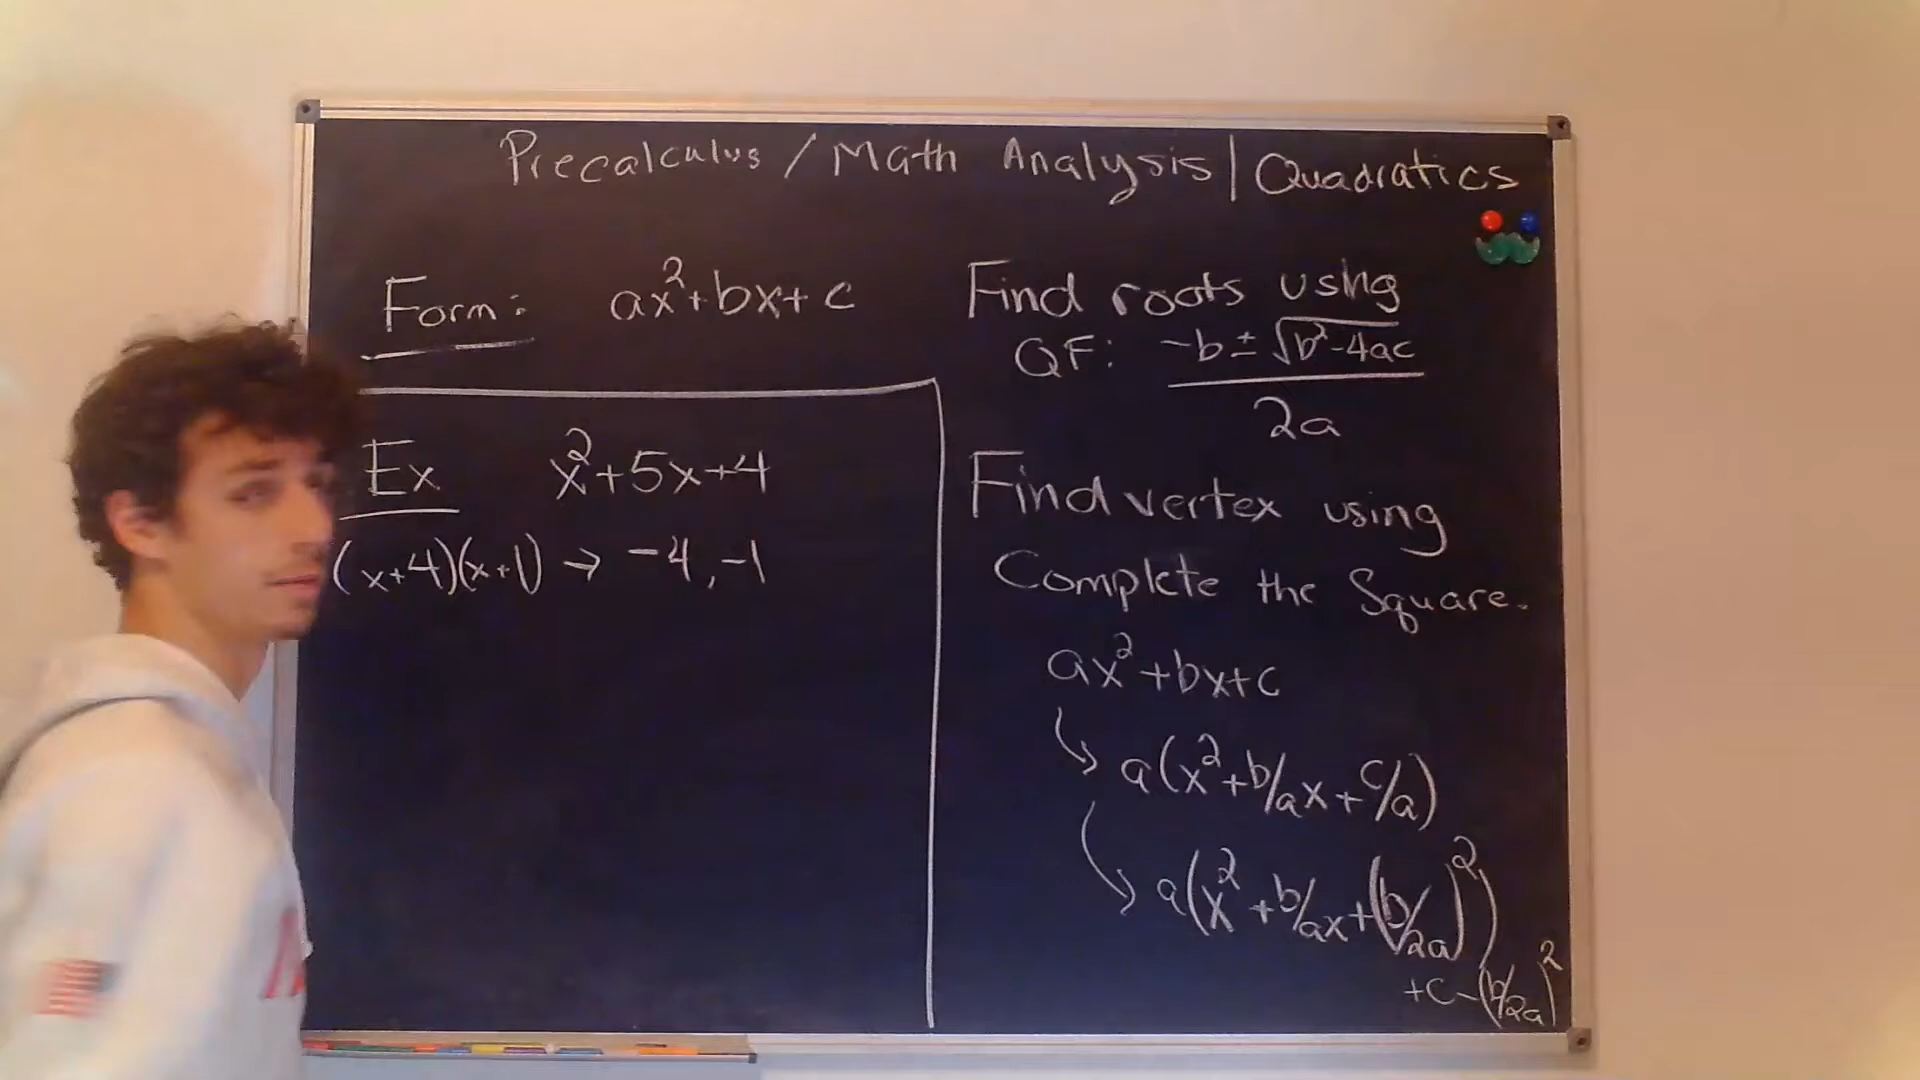 Precalculus / Math Analysis | Quadratics
Form: ax²+bx+c
Ex x²+5x+4
(x+4)(x+1) → -4, -1
Find roots using
QF: -b ± √b²-4ac
2a
Find vertex using
Complete the Square.
ax²+bx+c
↳ a(x²+b/ax+c/a)
↳ a(x²+b/ax+(b/2a)²)
+c-(b/2a)²